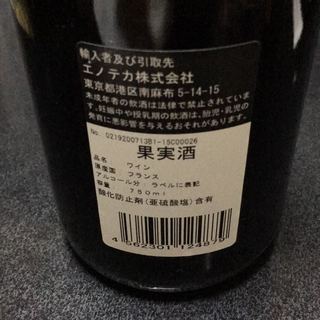 輸入者及び引取先
エノテカ株式会社
東京都港区南麻布 5-14-15
未成年者の飲酒は法律で禁止されていま
す。妊娠中や授乳期の飲酒は、胎児・乳児の
発育に悪影響を与えるおそれがあります。
No. 0219200713B1-15C00026
果実酒
品名 ワイン
原産国 フランス
アルコール分 ラベルに表記
容量 750ml
酸化防止剤(亜硫酸塩)含有
4 562301 124875